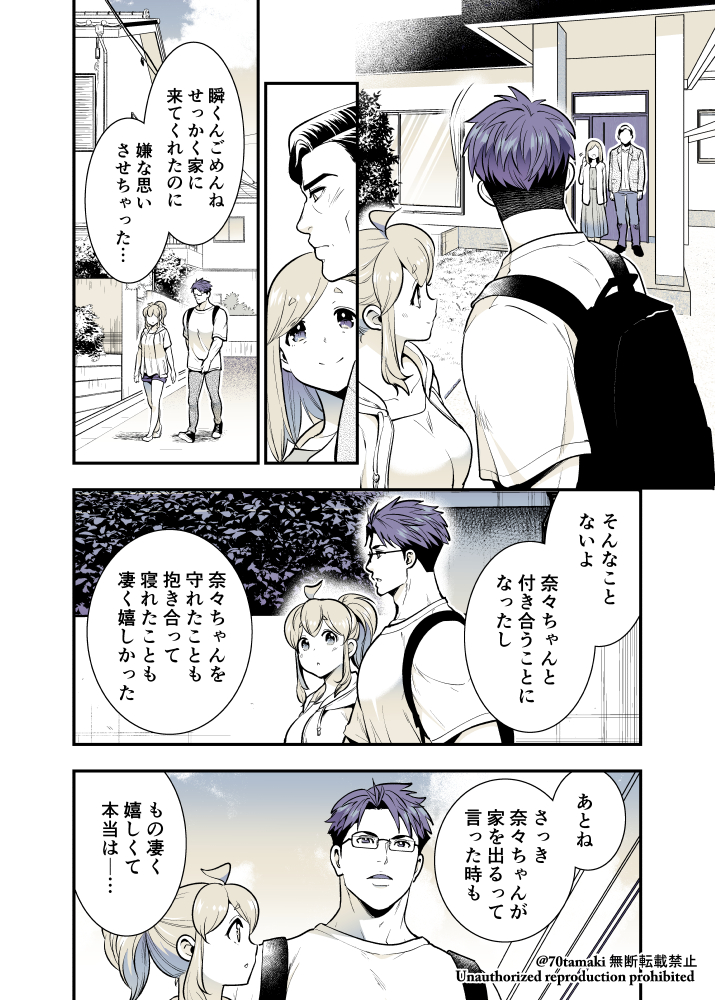 瞬くんごめんね
せっかく家に
来てくれたのに
嫌な思い
させちゃった…
そんなこと
ないよ
奈々ちゃんと
付き合うことに
なったし
奈々ちゃんを
守れたことも
抱き合って
寝れたことも
凄く嬉しかった
あとね
さっき
奈々ちゃんが
家を出るって
言った時も
もの凄く
嬉しくて
本当は―…
@70tamaki 無断転載禁止
Unauthorized reproduction prohibited